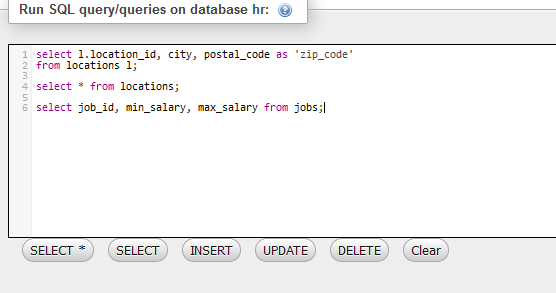 Run SQL query/queries on database hr:
1 select l.location_id, city, postal_code as 'zip_code'
2 from locations l;
3
4 select * from locations;
5
6 select job_id, min_salary, max_salary from jobs;
SELECT * SELECT INSERT UPDATE DELETE Clear